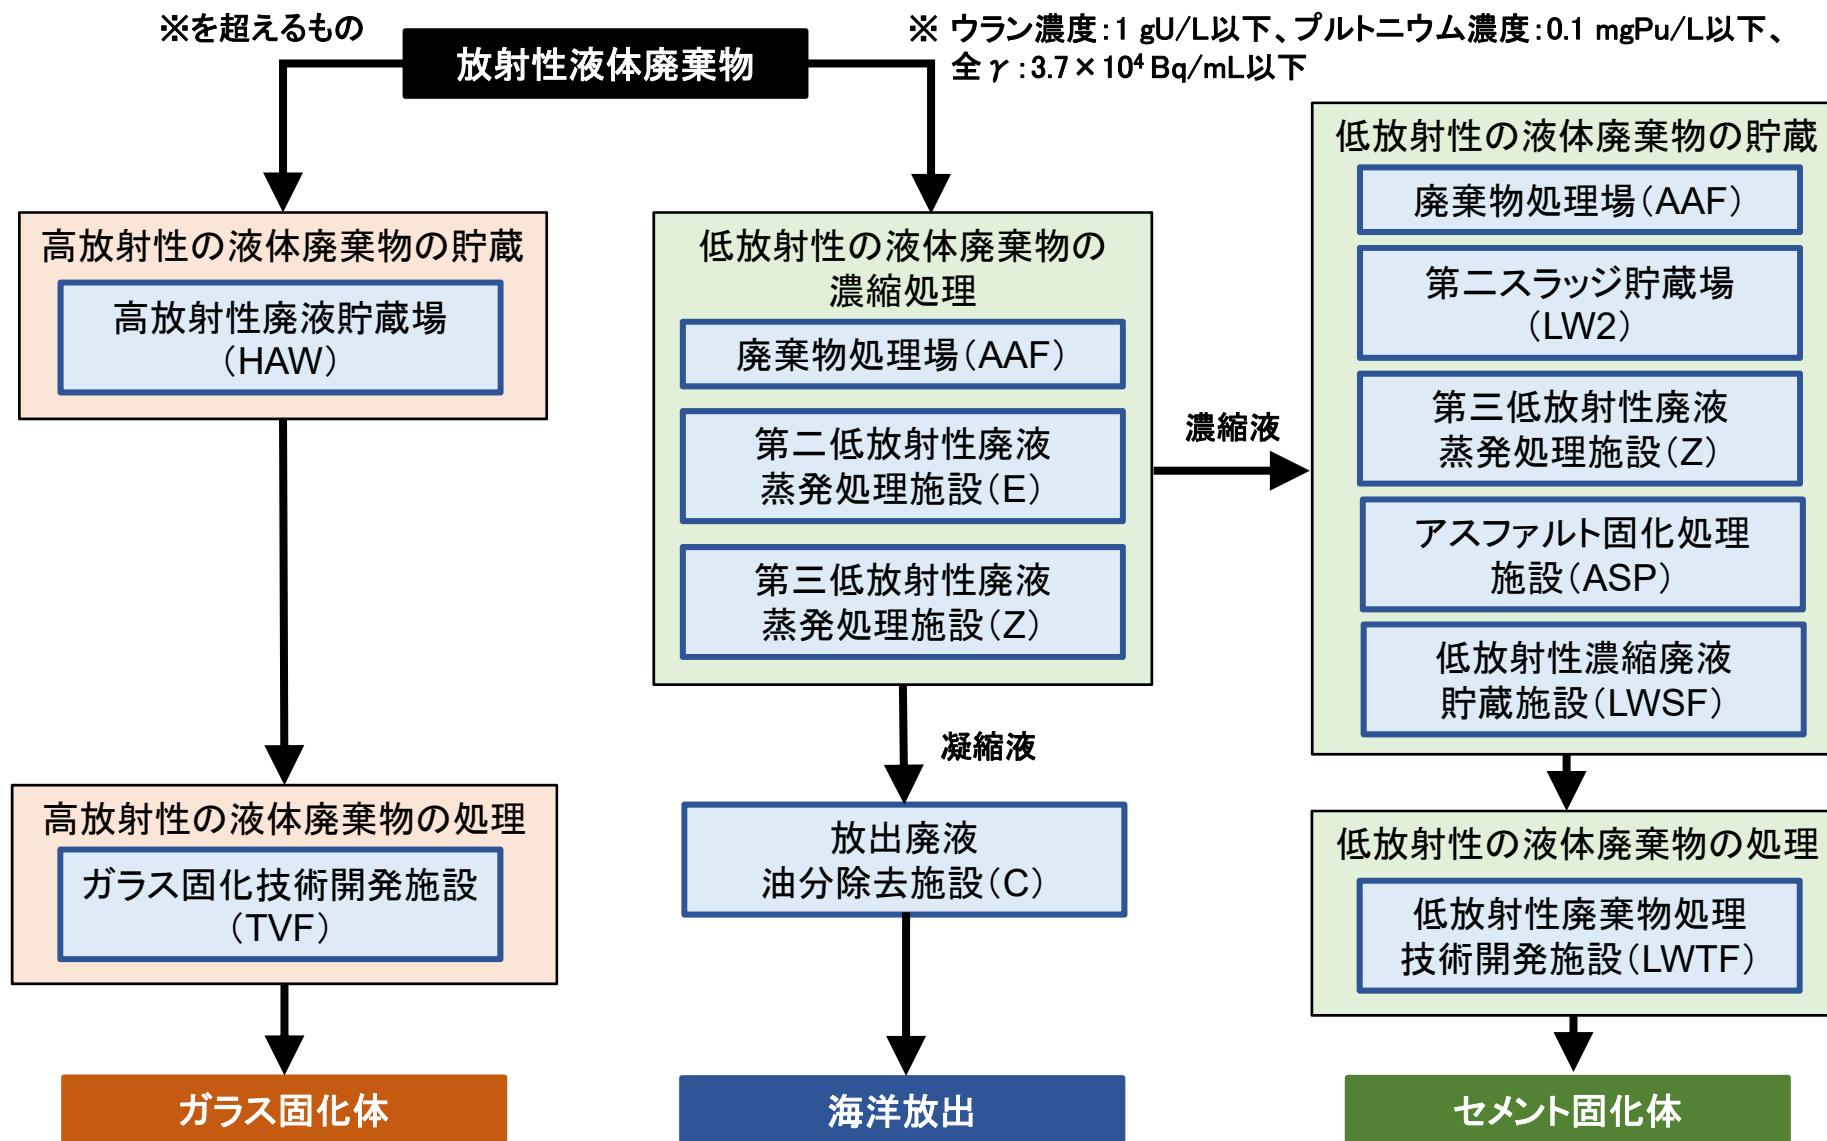 ※を超えるもの
放射性液体廃棄物
※ ウラン濃度：1 gU/L以下、プルトニウム濃度：0.1 mgPu/L以下、
全γ：3.7×10⁴ Bq/mL以下
高放射性の液体廃棄物の貯蔵
高放射性廃液貯蔵場
（HAW）
高放射性の液体廃棄物の処理
ガラス固化技術開発施設
（TVF）
ガラス固化体
低放射性の液体廃棄物の
濃縮処理
廃棄物処理場（AAF）
第二低放射性廃液
蒸発処理施設（E）
第三低放射性廃液
蒸発処理施設（Z）
濃縮液
凝縮液
放出廃液
油分除去施設（C）
海洋放出
低放射性の液体廃棄物の貯蔵
廃棄物処理場（AAF）
第二スラッジ貯蔵場
（LW2）
第三低放射性廃液
蒸発処理施設（Z）
アスファルト固化処理
施設（ASP）
低放射性濃縮廃液
貯蔵施設（LWSF）
低放射性の液体廃棄物の処理
低放射性廃棄物処理
技術開発施設（LWTF）
セメント固化体